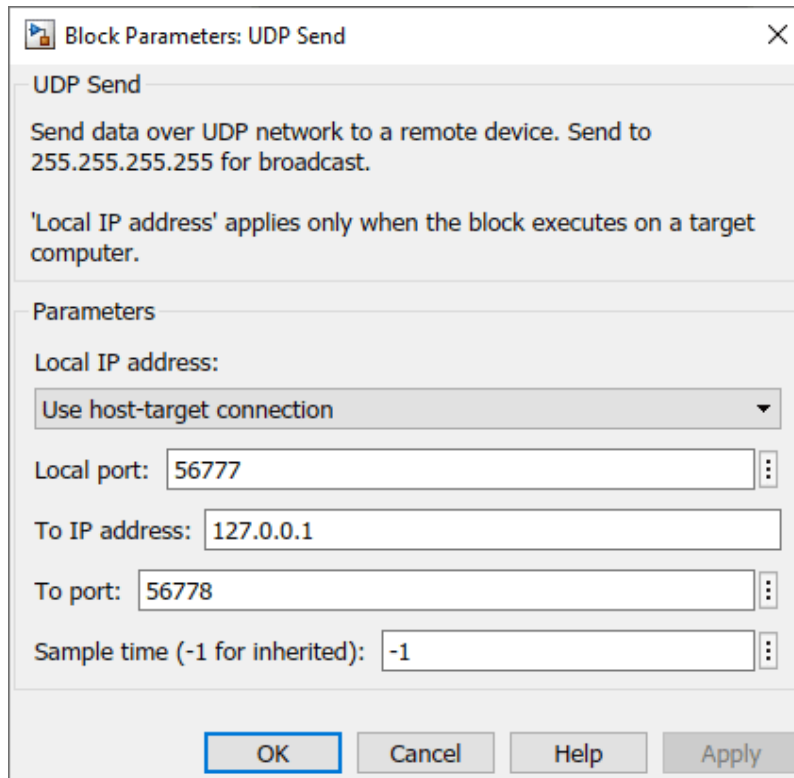 Block Parameters: UDP Send
UDP Send
Send data over UDP network to a remote device. Send to
255.255.255.255 for broadcast.
'Local IP address' applies only when the block executes on a target
computer.
Parameters
Local IP address:
Use host-target connection
Local port: 56777
To IP address: 127.0.0.1
To port: 56778
Sample time (-1 for inherited): -1
OK Cancel Help Apply